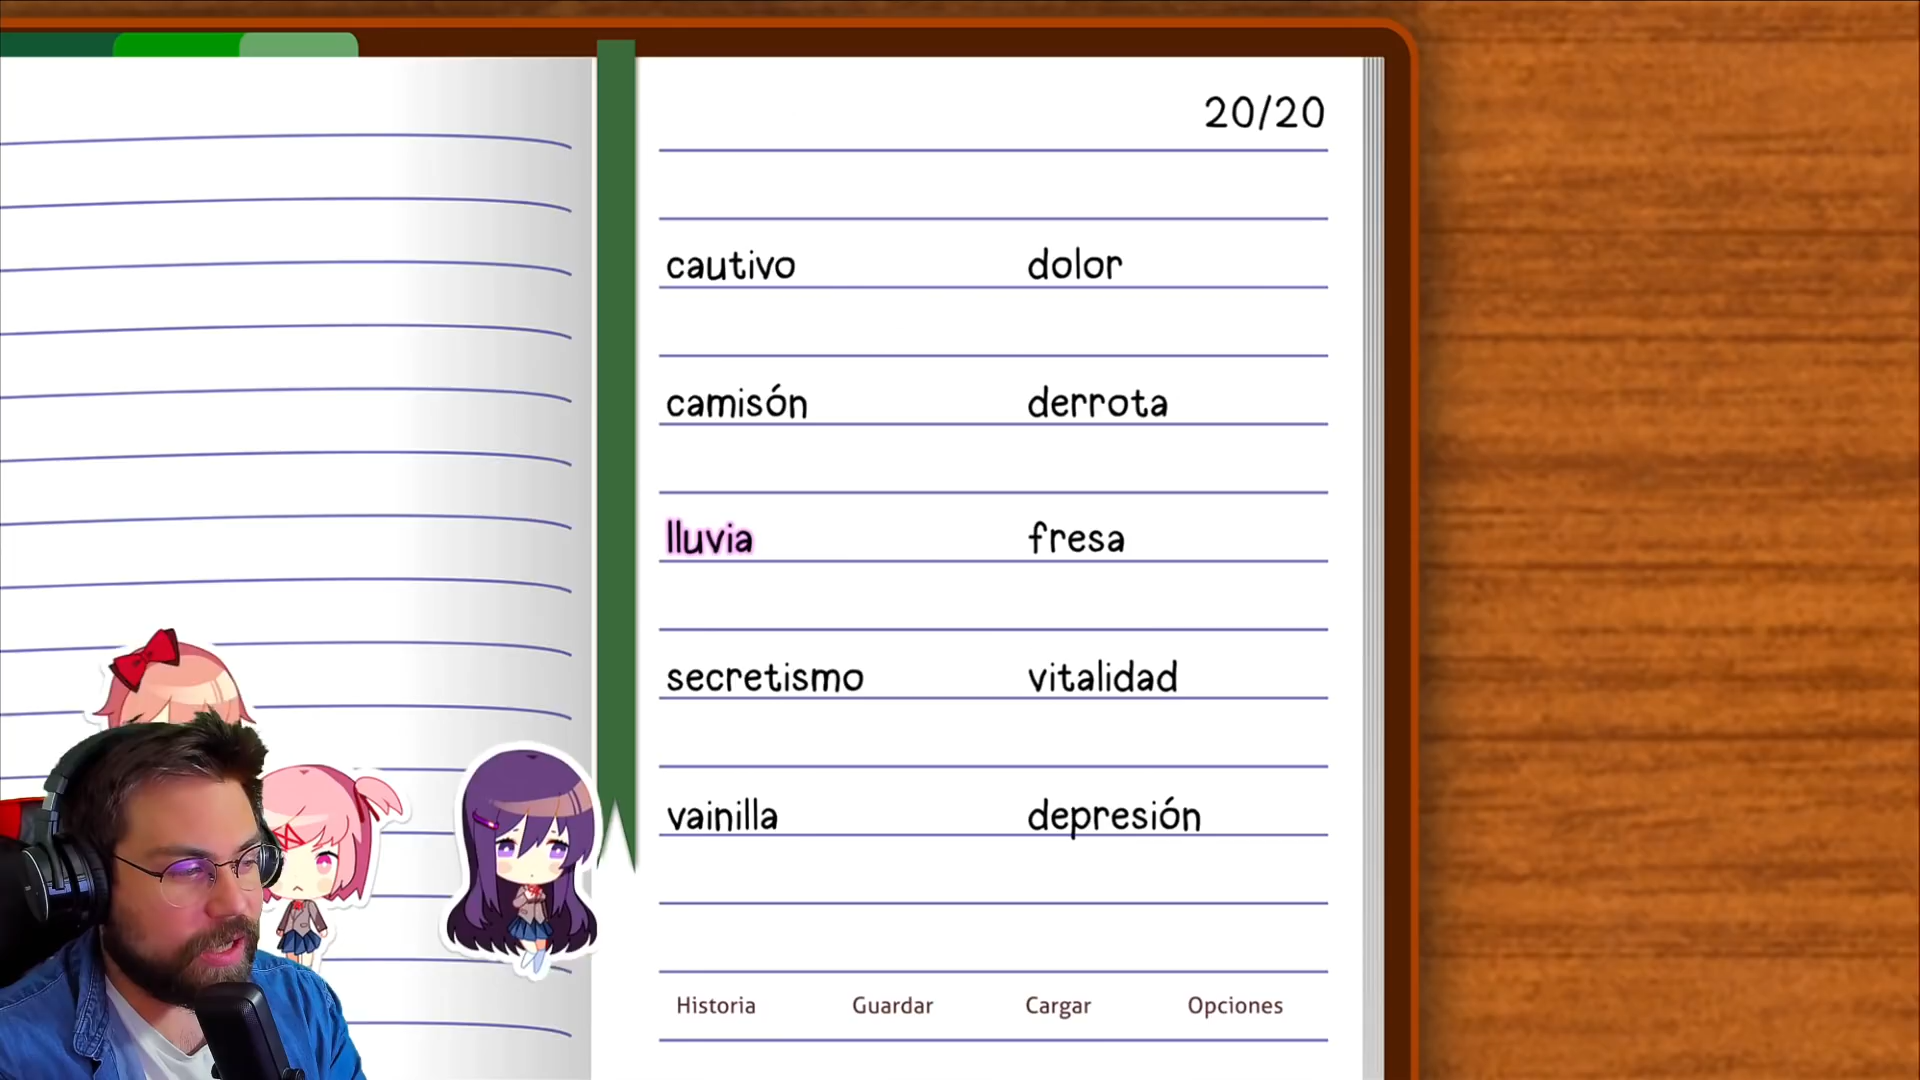 20/20
cautivo dolor
camisón derrota
lluvia fresa
secretismo vitalidad
vainilla depresión
Historia Guardar Cargar Opciones